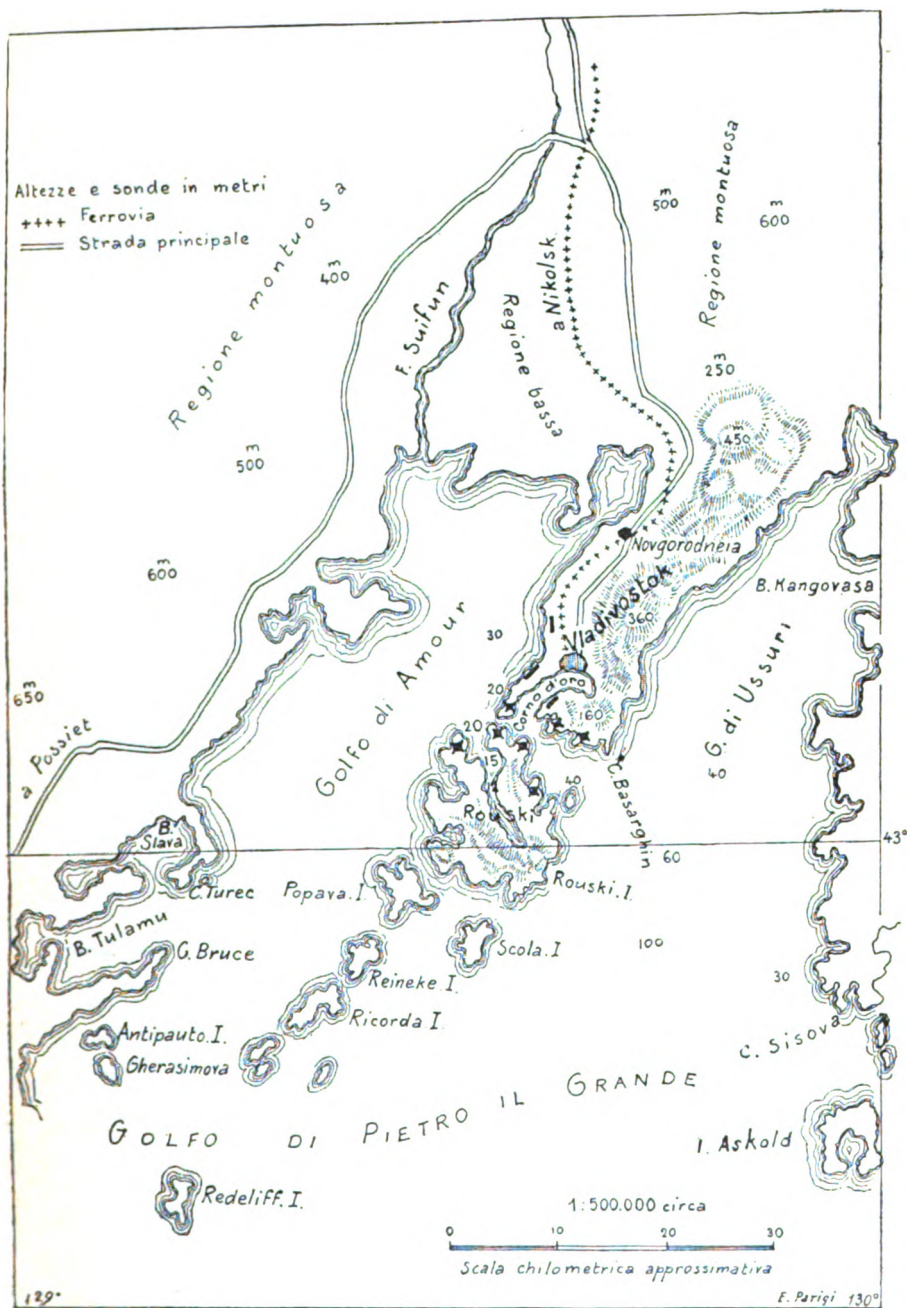 Altezze e sonde in metri
++++ Ferrovia
Strada principale
Regione montuosa
m
400
m
500
m
600
m
650
a Possiet
F. Suifun
Regione bassa
a Nikolsk.
m
500
m
600
Regione montuosa
m
250
m
450
Novgorodneia
Vladivostok
360
Corno d'oro
160
B. Kangovasa
G. di Ussuri
Golfo di Amour
30
20
20
15
40
40
C. Basarghin
Rouski
43°
60
B.
Slava
C. Turec
Popava. I.
Rouski. I.
B. Tulamu
G. Bruce
Scola. I
100
Reineke. I.
30
Ricorda I.
Antipauto. I.
Gherasimova
C. Sisova
GOLFO DI PIETRO IL GRANDE
I. Askold
Redeliff. I.
1:500.000 circa
0 10 20 30
Scala chilometrica approssimativa
129°
E. Parigi 130°